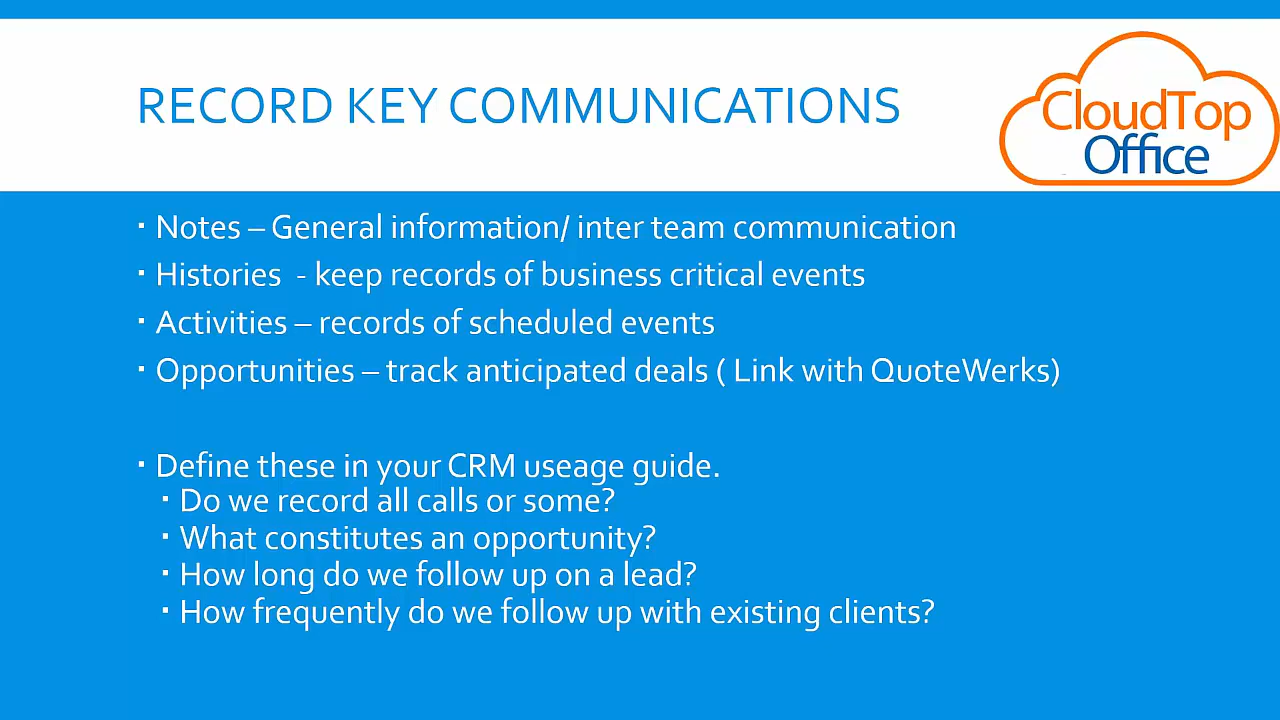 RECORD KEY COMMUNICATIONS
CloudTop
Office
▪ Notes – General information/ inter team communication
▪ Histories - keep records of business critical events
▪ Activities – records of scheduled events
▪ Opportunities – track anticipated deals ( Link with QuoteWerks)
▪ Define these in your CRM useage guide.
▪ Do we record all calls or some?
▪ What constitutes an opportunity?
▪ How long do we follow up on a lead?
▪ How frequently do we follow up with existing clients?